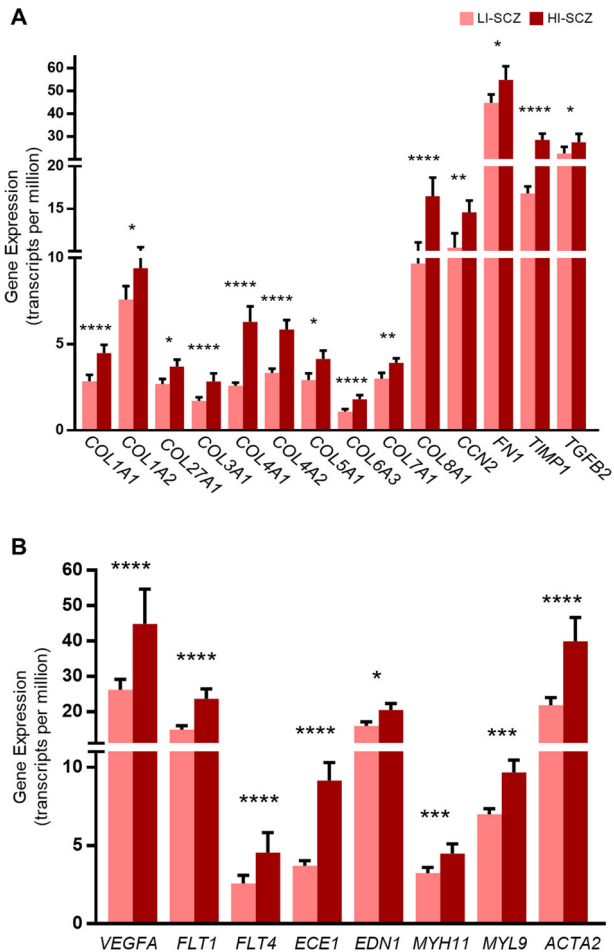 A
LI-SCZ HI-SCZ
Gene Expression
(transcripts per million)
60
50
40
30
20
15
10
5
0
****
*
*
****
****
****
*
****
**
****
**
*
****
*
COL1A1
COL1A2
COL27A1
COL3A1
COL4A1
COL4A2
COL5A1
COL6A3
COL7A1
COL8A1
CCN2
FN1
TIMP1
TGFB2
B
Gene Expression
(transcripts per million)
60
50
40
30
20
10
5
0
****
****
****
****
*
***
***
****
VEGFA FLT1 FLT4 ECE1 EDN1 MYH11 MYL9 ACTA2